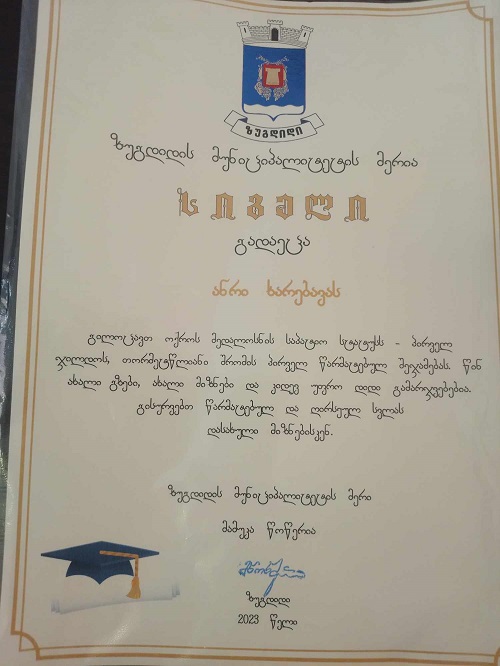 ზუგდიდი
ზუგდიდის მუნიციპალიტეტის მერია
სიგელი
გადაეცა
ანრი ხარებავას
გილოცავთ ოქროს მედალოსნის საპატიო სტატუსს - პირველ
ჯილდოს, თორმეტწლიანი შრომის პირველ წარმატებულ შეჯამებას. წინ
ახალი გზები, ახალი მიზნები და კიდევ უფრო დიდი გამარჯვებებია.
გისურვებთ წარმატებულ და ღირსეულ სვლას
დასახული მიზნებისკენ.
ზუგდიდის მუნიციპალიტეტის მერი
მამუკა წოწერია
ზუგდიდი
2023 წელი